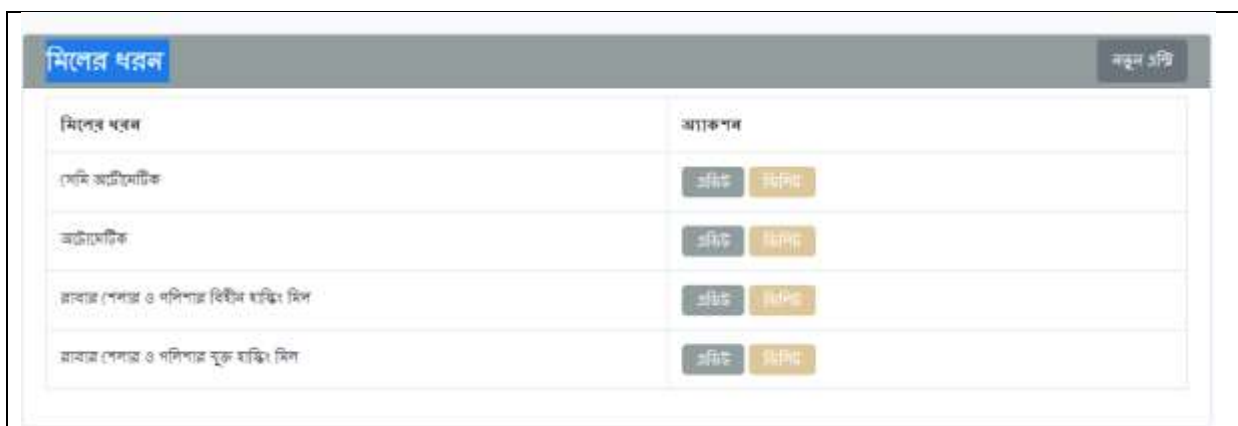 মিলের ধরন
নতুন এন্ট্রি
মিলের ধরন অ্যাকশন
সেমি অটোমেটিক এডিট ডিলিট
অটোমেটিক এডিট ডিলিট
রাবার শেলার ও পলিশার বিহীন হাস্কিং মিল এডিট ডিলিট
রাবার শেলার ও পলিশার যুক্ত হাস্কিং মিল এডিট ডিলিট